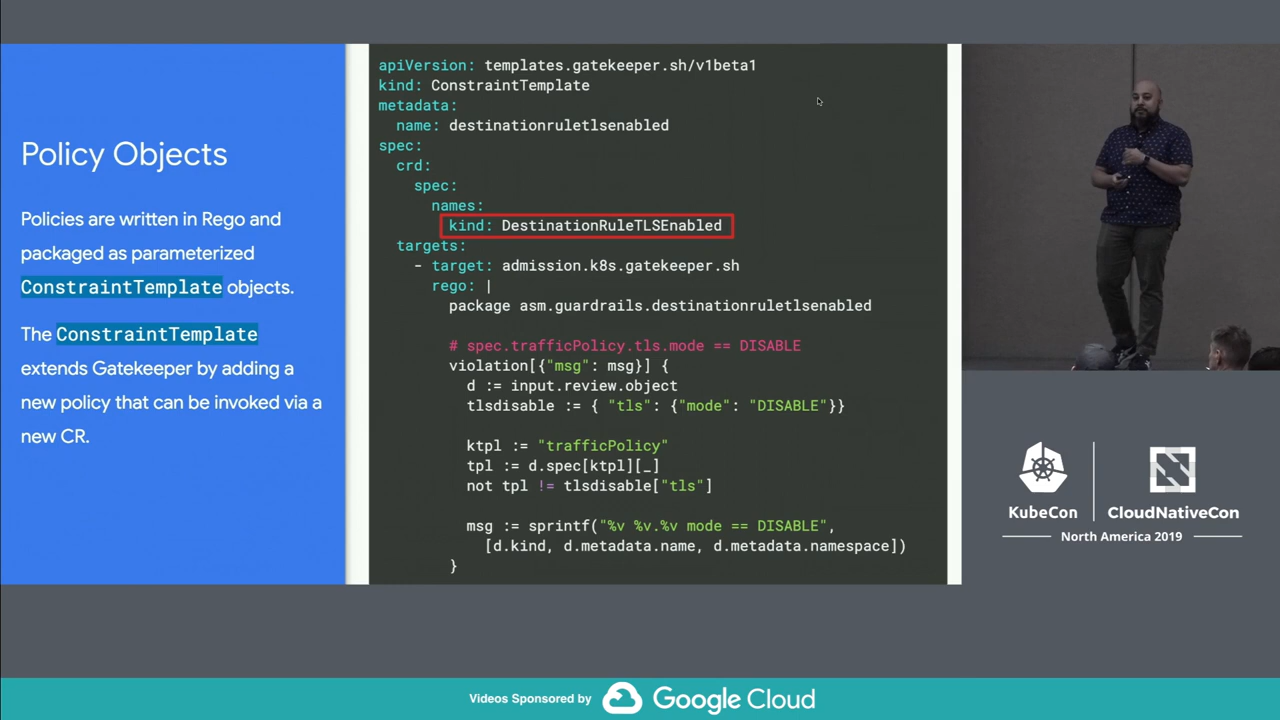 Policy Objects
Policies are written in Rego and
packaged as parameterized
ConstraintTemplate objects.
The ConstraintTemplate
extends Gatekeeper by adding a
new policy that can be invoked via a
new CR.
apiVersion: templates.gatekeeper.sh/v1beta1
kind: ConstraintTemplate
metadata:
  name: destinationruletlsenabled
spec:
  crd:
    spec:
      names:
        kind: DestinationRuleTLSEnabled
  targets:
    - target: admission.k8s.gatekeeper.sh
      rego: |
        package asm.guardrails.destinationruletlsenabled
        # spec.trafficPolicy.tls.mode == DISABLE
        violation[{"msg": msg}] {
          d := input.review.object
          tlsdisable := { "tls": {"mode": "DISABLE"}}
          ktpl := "trafficPolicy"
          tpl := d.spec[ktpl][_]
          not tpl != tlsdisable["tls"]
          msg := sprintf("%v %v.%v mode == DISABLE",
            [d.kind, d.metadata.name, d.metadata.namespace])
        }
KubeCon
CloudNativeCon
North America 2019
Videos Sponsored by
Google Cloud